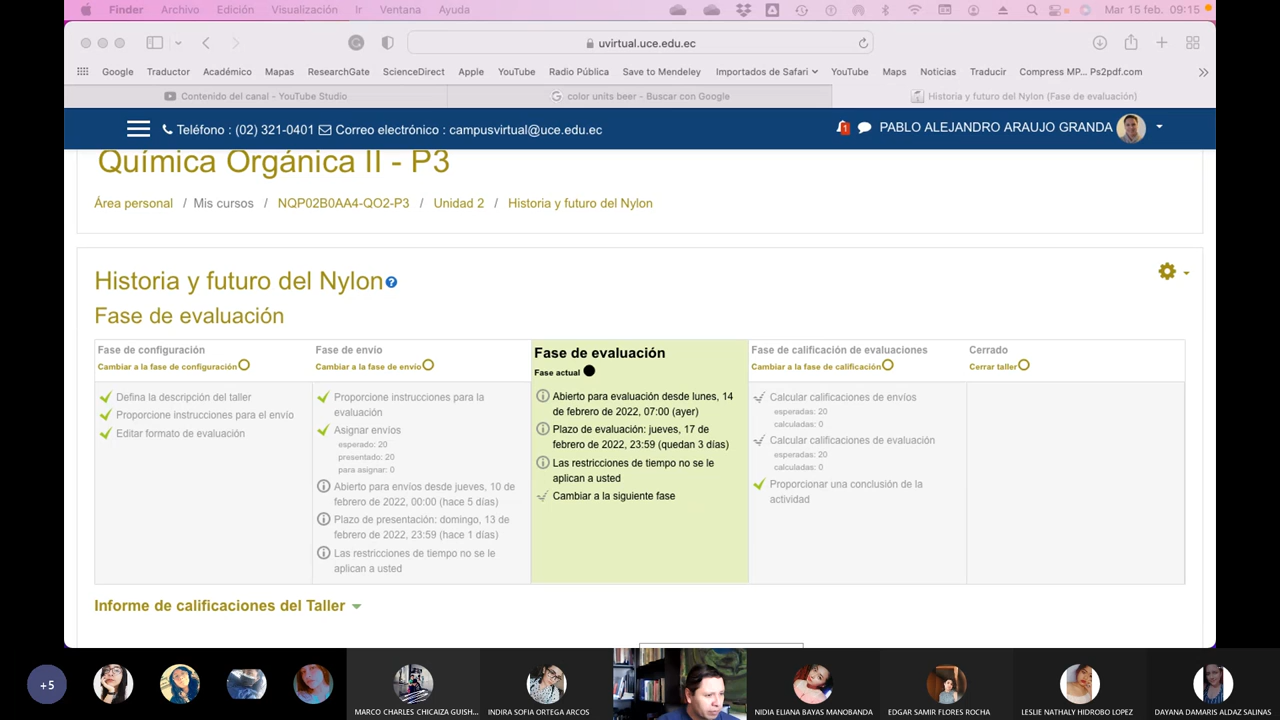 Finder Archivo Edición Visualización Ir Ventana Ayuda Mar 15 feb. 09:15
uvirtual.uce.edu.ec
Google Traductor Académico Mapas ResearchGate ScienceDirect Apple YouTube Radio Pública Save to Mendeley Importados de Safari YouTube Maps Noticias Traducir Compress MP... Ps2pdf.com
Contenido del canal - YouTube Studio color units beer - Buscar con Google Historia y futuro del Nylon (Fase de evaluación)
Teléfono : (02) 321-0401 Correo electrónico : campusvirtual@uce.edu.ec 1 PABLO ALEJANDRO ARAUJO GRANDA
Química Orgánica II - P3
Área personal / Mis cursos / NQP02B0AA4-QO2-P3 / Unidad 2 / Historia y futuro del Nylon
Historia y futuro del Nylon
Fase de evaluación
Fase de configuración
Cambiar a la fase de configuración
Defina la descripción del taller
Proporcione instrucciones para el envío
Editar formato de evaluación
Fase de envío
Cambiar a la fase de envío
Proporcione instrucciones para la
evaluación
Asignar envíos
esperado: 20
presentado: 20
para asignar: 0
Abierto para envíos desde jueves, 10 de
febrero de 2022, 00:00 (hace 5 días)
Plazo de presentación: domingo, 13 de
febrero de 2022, 23:59 (hace 1 días)
Las restricciones de tiempo no se le
aplican a usted
Fase de evaluación
Fase actual
Abierto para evaluación desde lunes, 14
de febrero de 2022, 07:00 (ayer)
Plazo de evaluación: jueves, 17 de
febrero de 2022, 23:59 (quedan 3 días)
Las restricciones de tiempo no se le
aplican a usted
Cambiar a la siguiente fase
Fase de calificación de evaluaciones
Cambiar a la fase de calificación
Calcular calificaciones de envíos
esperadas: 20
calculadas: 0
Calcular calificaciones de evaluación
esperadas: 20
calculadas: 0
Proporcionar una conclusión de la
actividad
Cerrado
Cerrar taller
Informe de calificaciones del Taller
+5
MARCO CHARLES CHICAIZA GUISH... INDIRA SOFIA ORTEGA ARCOS NIDIA ELIANA BAYAS MANOBANDA EDGAR SAMIR FLORES ROCHA LESLIE NATHALY HIDROBO LOPEZ DAYANA DAMARIS ALDAZ SALINAS